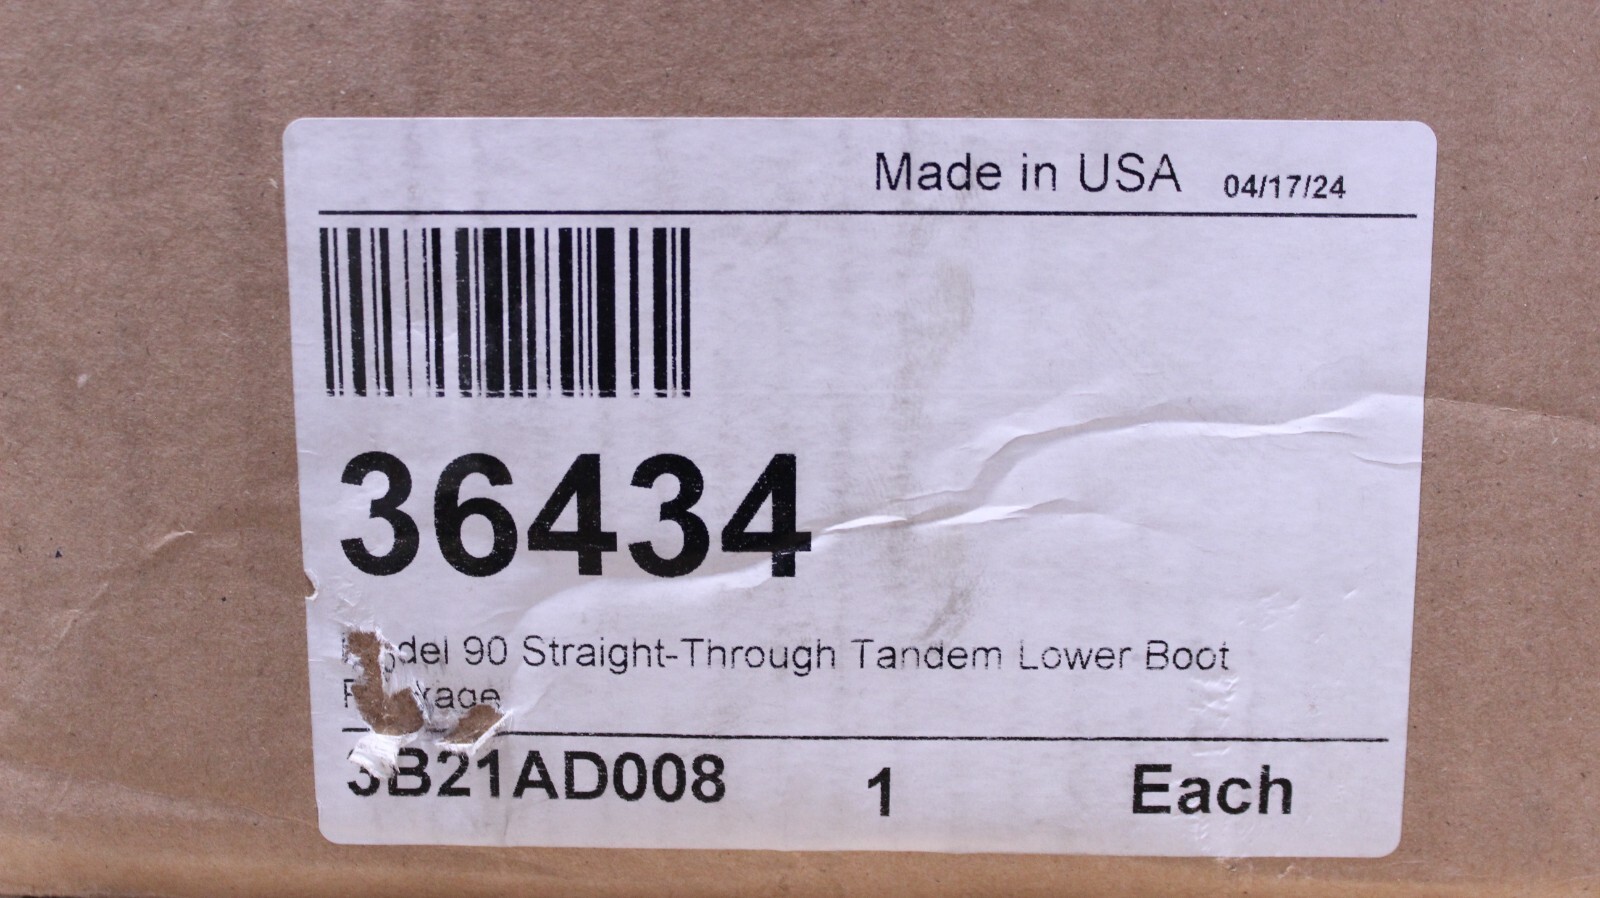 Made in USA 04/17/24
36434
Model 90 Straight-Through Tandem Lower Boot
Package
3B21AD008 1 Each